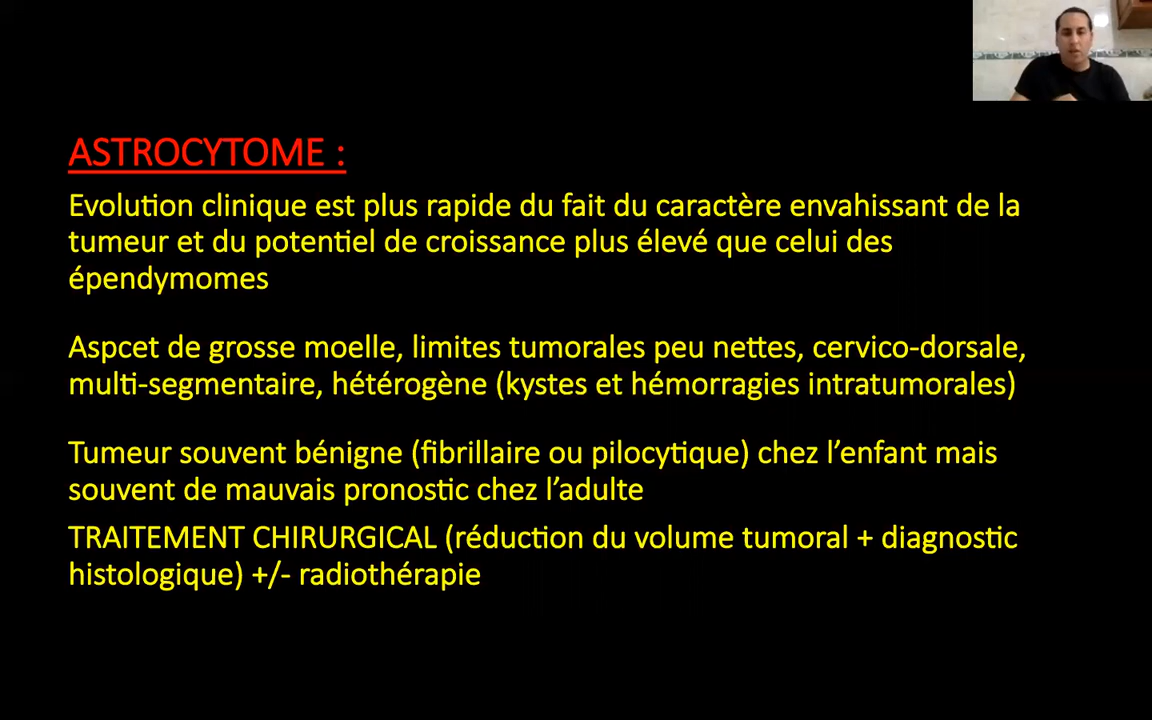 ASTROCYTOME :
Evolution clinique est plus rapide du fait du caractère envahissant de la
tumeur et du potentiel de croissance plus élevé que celui des
épendymomes
Aspcet de grosse moelle, limites tumorales peu nettes, cervico-dorsale,
multi-segmentaire, hétérogène (kystes et hémorragies intratumorales)
Tumeur souvent bénigne (fibrillaire ou pilocytique) chez l’enfant mais
souvent de mauvais pronostic chez l’adulte
TRAITEMENT CHIRURGICAL (réduction du volume tumoral + diagnostic
histologique) +/- radiothérapie